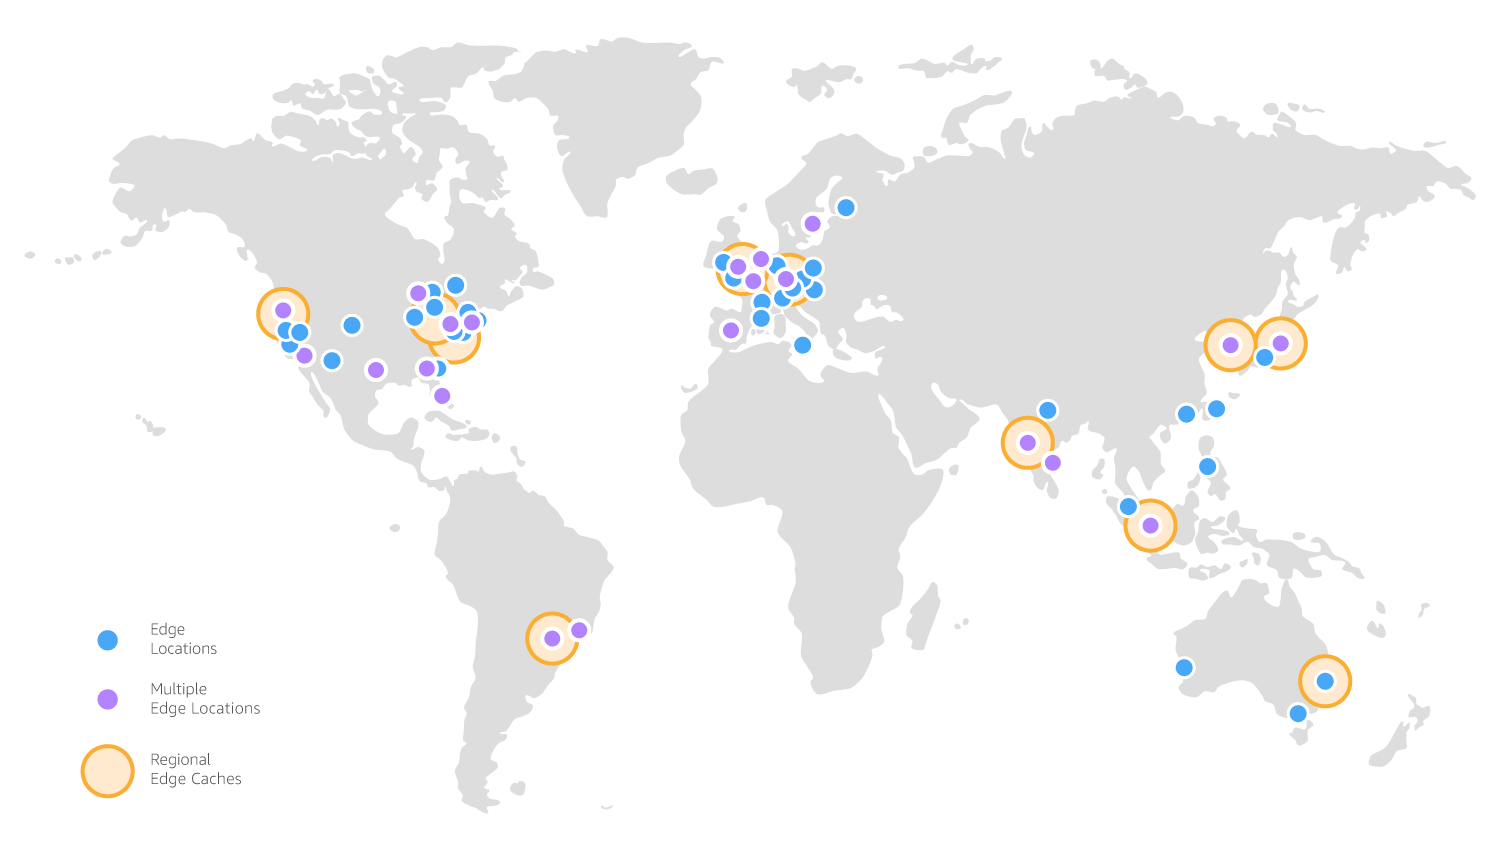 Edge
Locations
Multiple
Edge Locations
Regional
Edge Caches